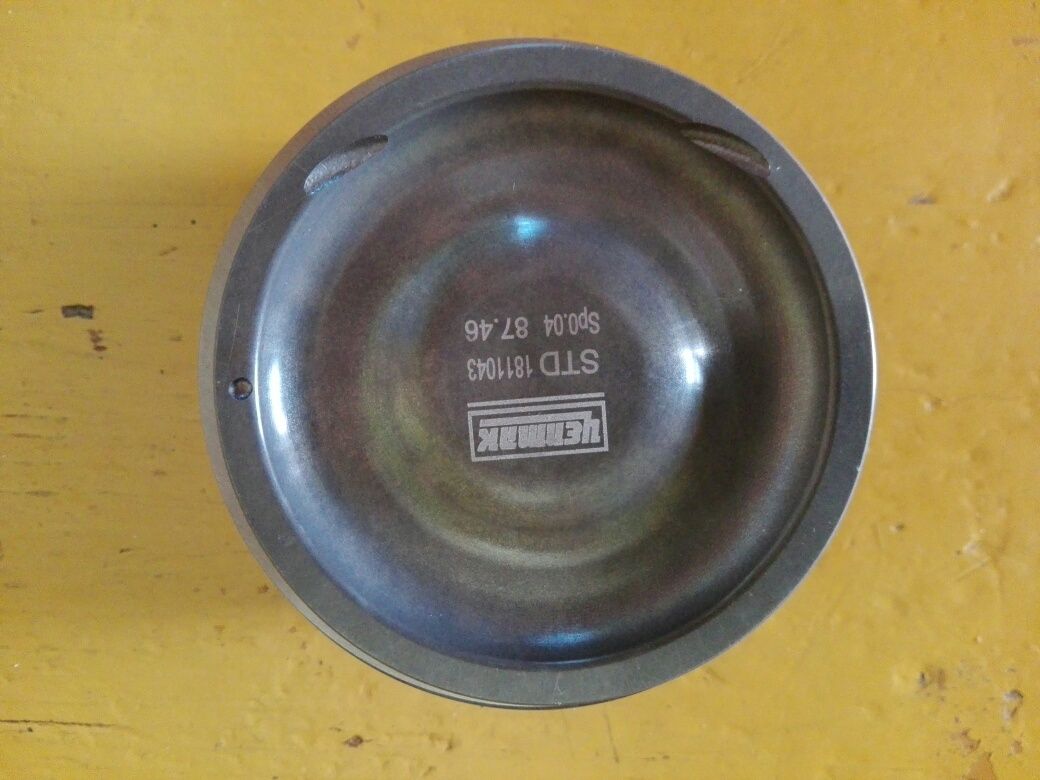 YENMAK
STD 1811043
Sp0.04 87.46